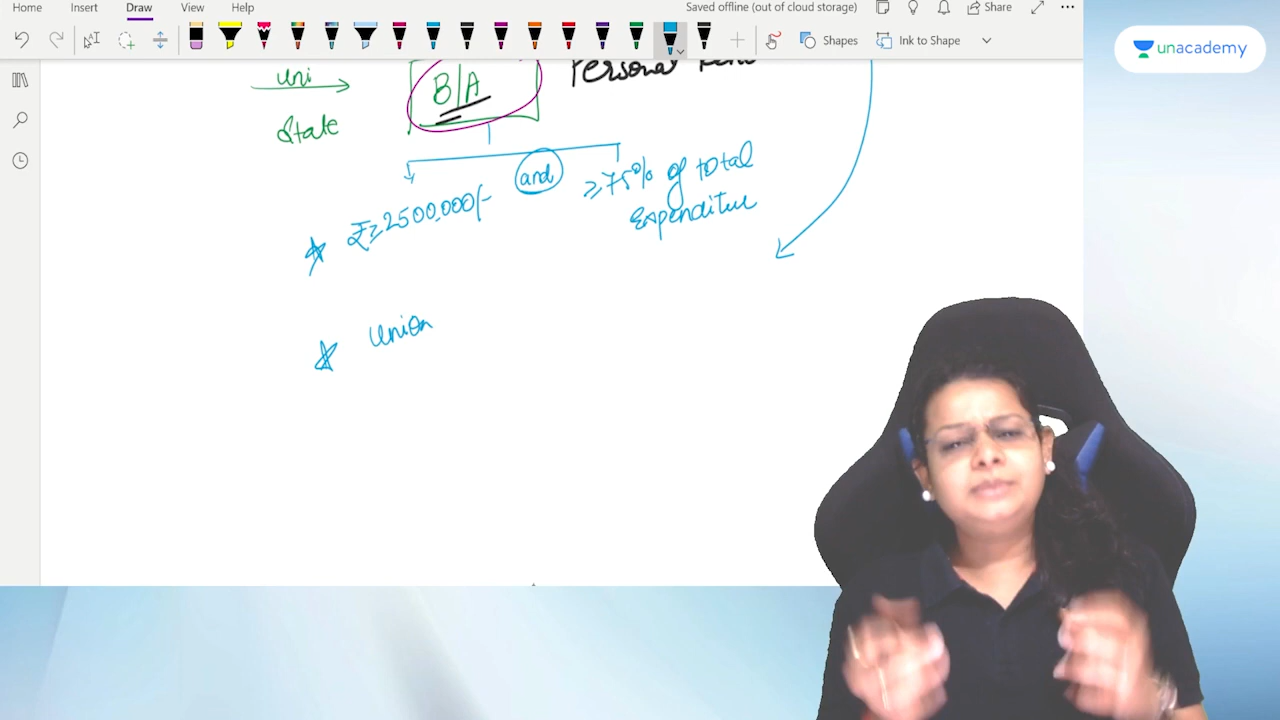 Home Insert Draw View Help Saved offline (out of cloud storage) Share
Shapes Ink to Shape
unacademy
uni
State
B/A
Personal
and
₹≥2500,000/-
≥75% of total
Expenditure
Union